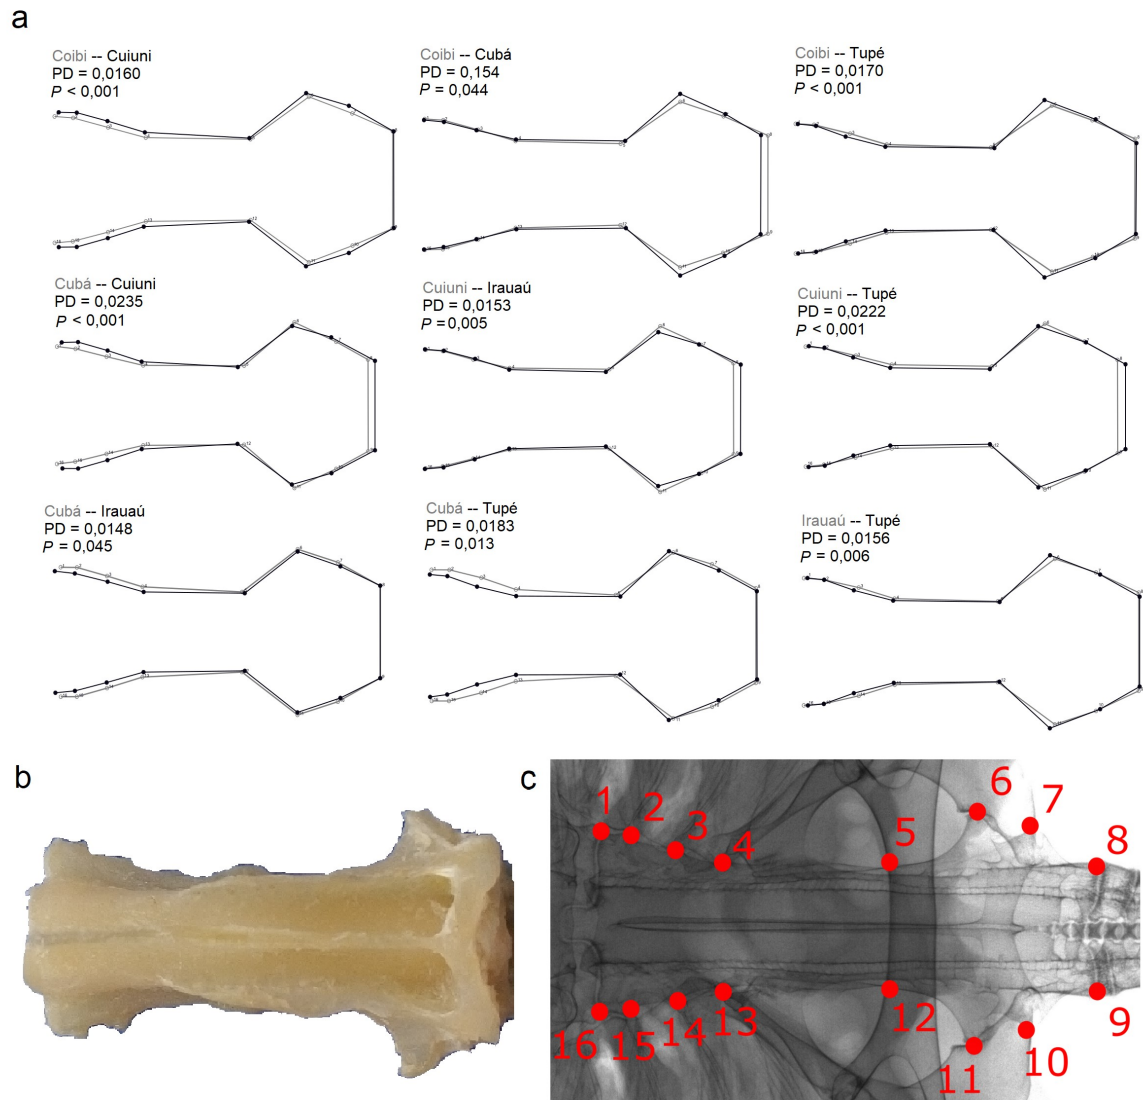 a
Coibi -- Cuiuni
PD = 0,0160
P < 0,001
Coibi -- Cubá
PD = 0,154
P = 0,044
Coibi -- Tupé
PD = 0,0170
P < 0,001
Cubá -- Cuiuni
PD = 0,0235
P < 0,001
Cuiuni -- Irauaú
PD = 0,0153
P = 0,005
Cuiuni -- Tupé
PD = 0,0222
P < 0,001
Cubá -- Irauaú
PD = 0,0148
P = 0,045
Cubá -- Tupé
PD = 0,0183
P = 0,013
Irauaú -- Tupé
PD = 0,0156
P = 0,006
b
c
1
2
3
4
5
6
7
8
16
15
14
13
12
11
10
9